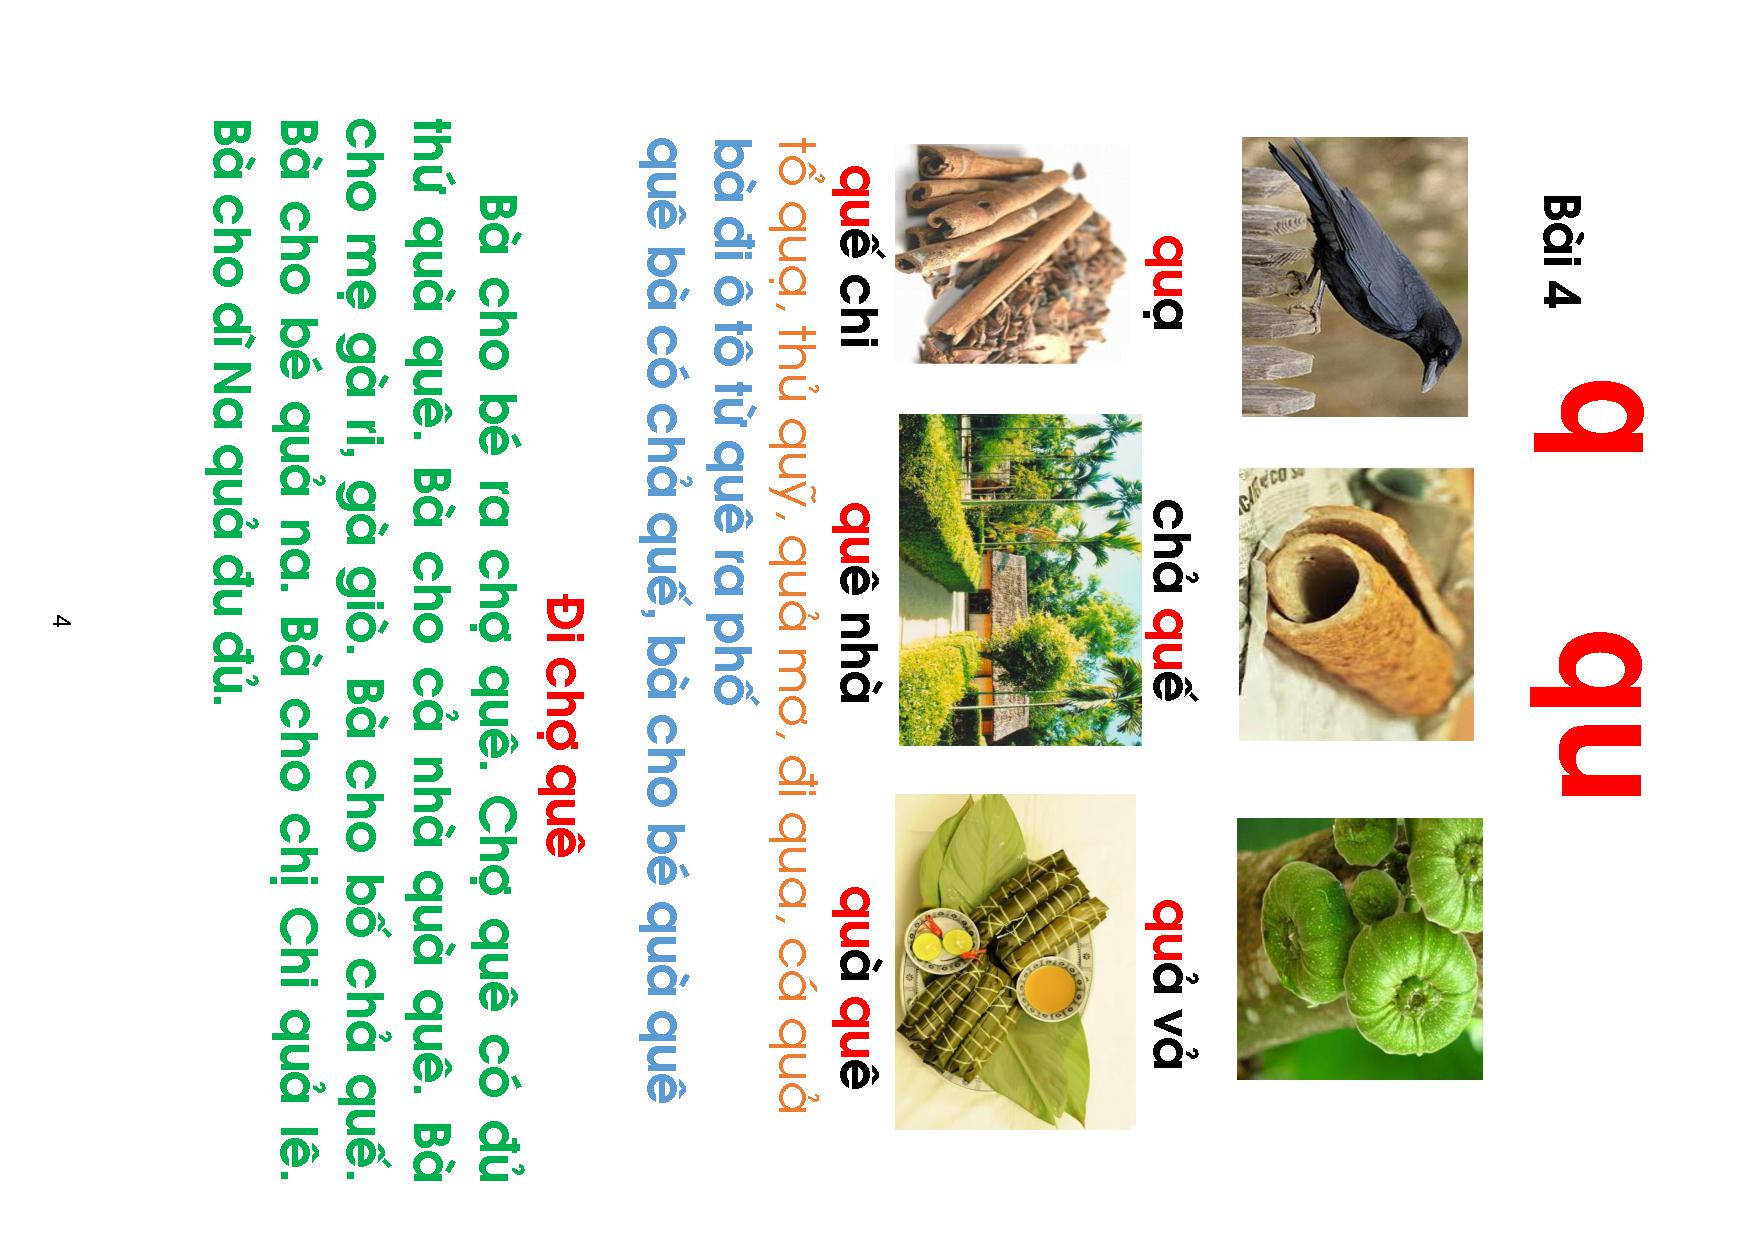 Bài 4 q qu
quạ chả quế quả vả
quế chi quê nhà quà quê
tổ quạ, thủ quỹ, quả mơ, đi qua, cá quả
bà đi ô tô từ quê ra phố
quê bà có chả quế, bà cho bé quà quê
Đi chợ quê
Bà cho bé ra chợ quê. Chợ quê có đủ
thứ quà quê. Bà cho cả nhà quà quê. Bà
cho mẹ gà ri, gà giò. Bà cho bố chả quế.
Bà cho bé quả na. Bà cho chị Chi quả lê.
Bà cho dì Na quả đu đủ.
4